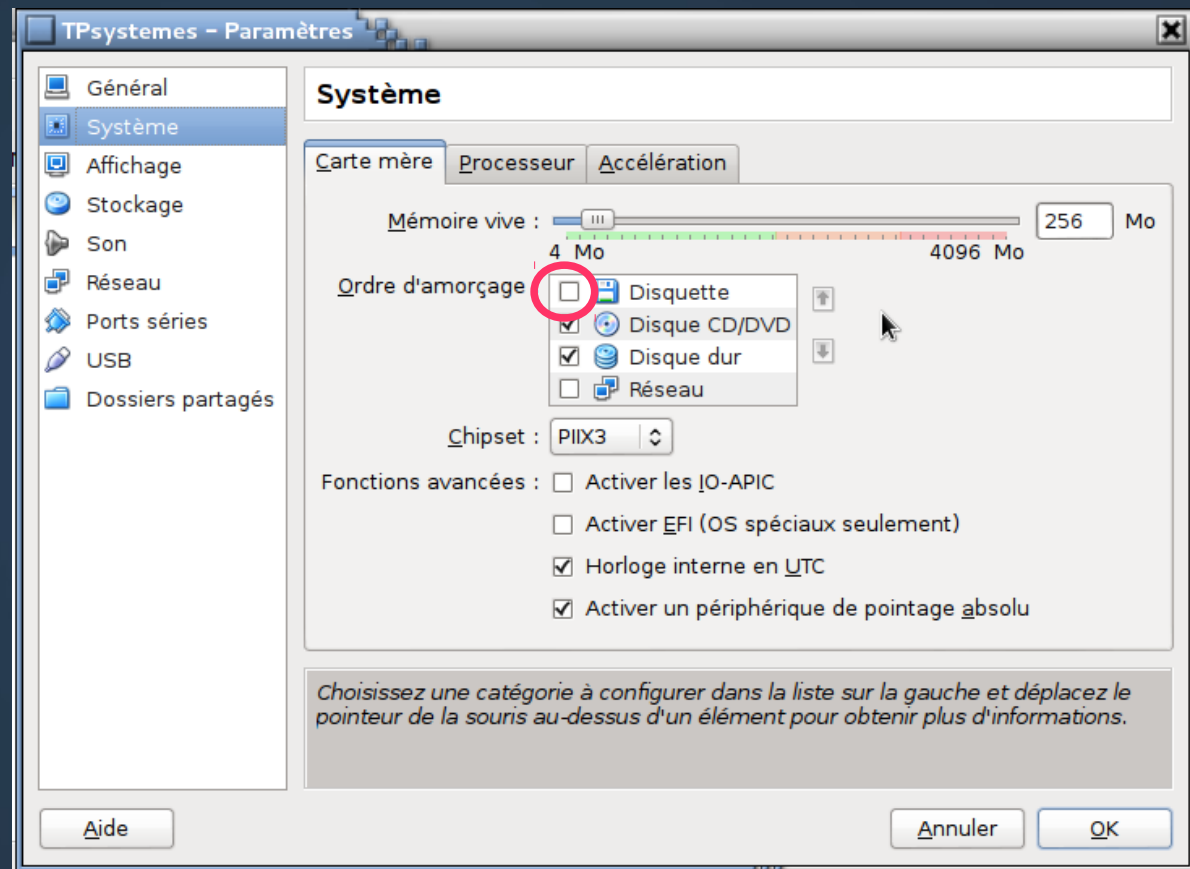 TPsystemes – Paramètres
Général
Système
Affichage
Stockage
Son
Réseau
Ports séries
USB
Dossiers partagés
Système
Carte mère Processeur Accélération
Mémoire vive : 256 Mo
4 Mo 4096 Mo
Ordre d'amorçage
Disquette
Disque CD/DVD
Disque dur
Réseau
Chipset : PIIX3
Fonctions avancées : Activer les IO-APIC
Activer EFI (OS spéciaux seulement)
Horloge interne en UTC
Activer un périphérique de pointage absolu
Choisissez une catégorie à configurer dans la liste sur la gauche et déplacez le
pointeur de la souris au-dessus d'un élément pour obtenir plus d'informations.
Aide Annuler OK